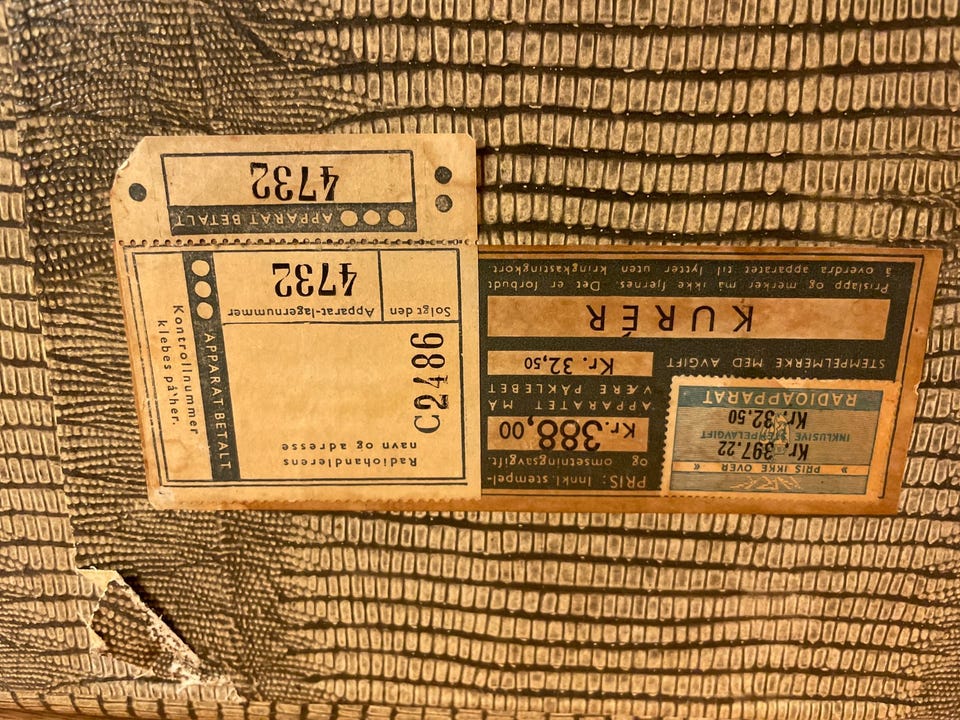 PRIS: Innkl. stempel-
og omsetningsavgift.
Kr. 388,00
APPARATET MÅ
VÆRE PÅKLEBET
STEMPELMERKE MED AVGIFT
Kr. 32,50
KURÉR
Prislapp og merker må ikke fjernes. Det er forbudt
å overdra apparatet til lytter uten kringkastingkort
» PRIS IKKE OVER «
Kr. 397.22
INKLUSIVE STEMPELAVGIFT
Kr. 32.50
RADIOAPPARAT
Radiohandlerens
navn og adresse
C2486
Solgt den
Apparat-lagernummer
4732
APPARAT BETALT
Kontrollnummer
klebes på her.
APPARAT BETALT
4732